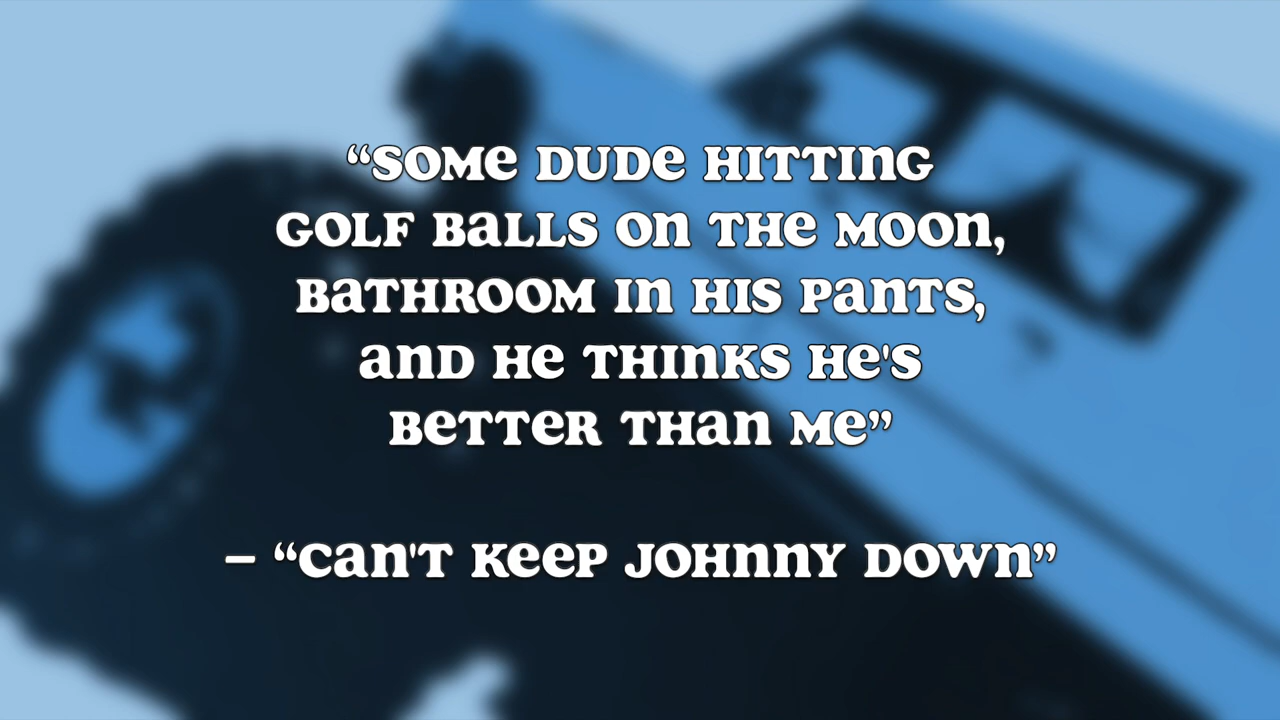 “SOME DUDE HITTING
GOLF BALLS ON THE MOON,
BATHROOM IN HIS PANTS,
AND HE THINKS HE'S
BETTER THAN ME”
– “CAN'T KEEP JOHNNY DOWN”